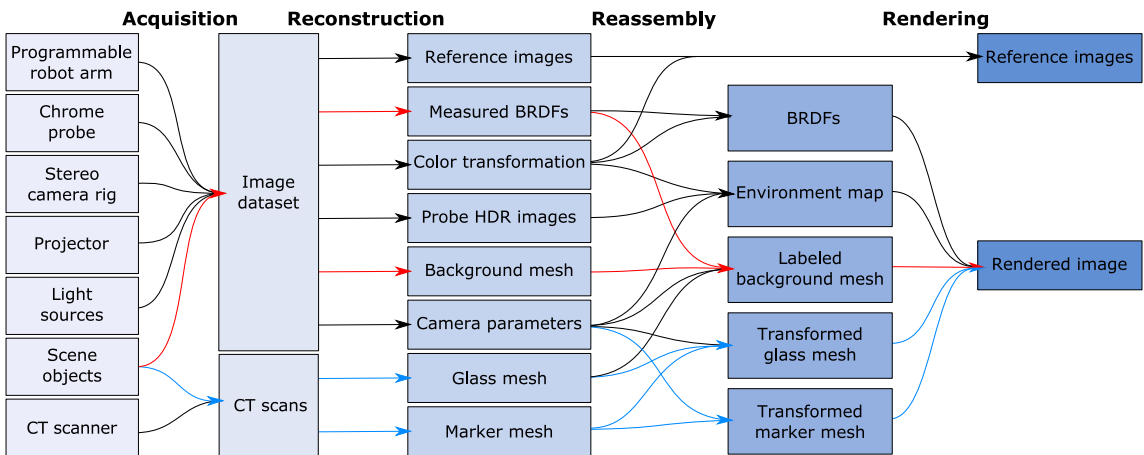 Acquisition
Reconstruction
Reassembly
Rendering
Programmable
robot arm
Chrome
probe
Stereo
camera rig
Projector
Light
sources
Scene
objects
CT scanner
Image
dataset
CT scans
Reference images
Measured BRDFs
Color transformation
Probe HDR images
Background mesh
Camera parameters
Glass mesh
Marker mesh
BRDFs
Environment map
Labeled
background mesh
Transformed
glass mesh
Transformed
marker mesh
Reference images
Rendered image